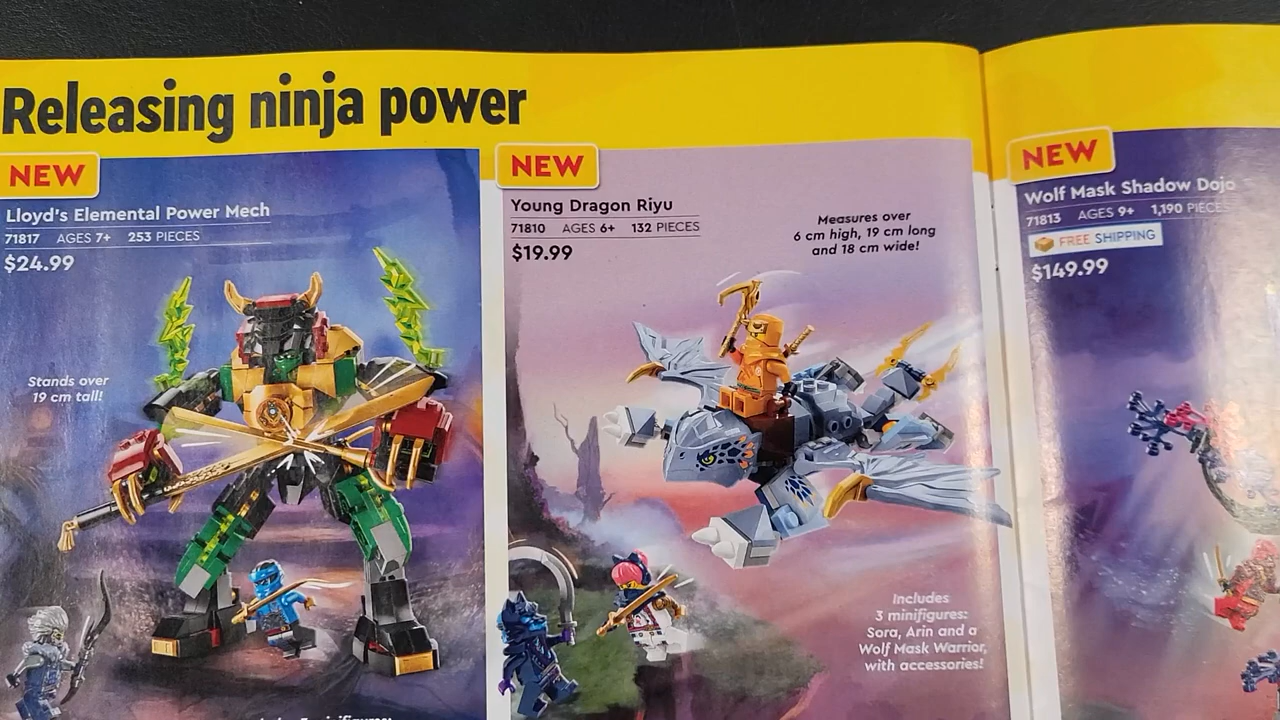 Releasing ninja power
NEW
Lloyd's Elemental Power Mech
71817 AGES 7+ 253 PIECES
$24.99
Stands over
19 cm tall!
NEW
Young Dragon Riyu
71810 AGES 6+ 132 PIECES
$19.99
Measures over
6 cm high, 19 cm long
and 18 cm wide!
Includes
3 minifigures:
Sora, Arin and a
Wolf Mask Warrior,
with accessories!
NEW
Wolf Mask Shadow Dojo
71813 AGES 9+ 1,190 PIECES
FREE SHIPPING
$149.99